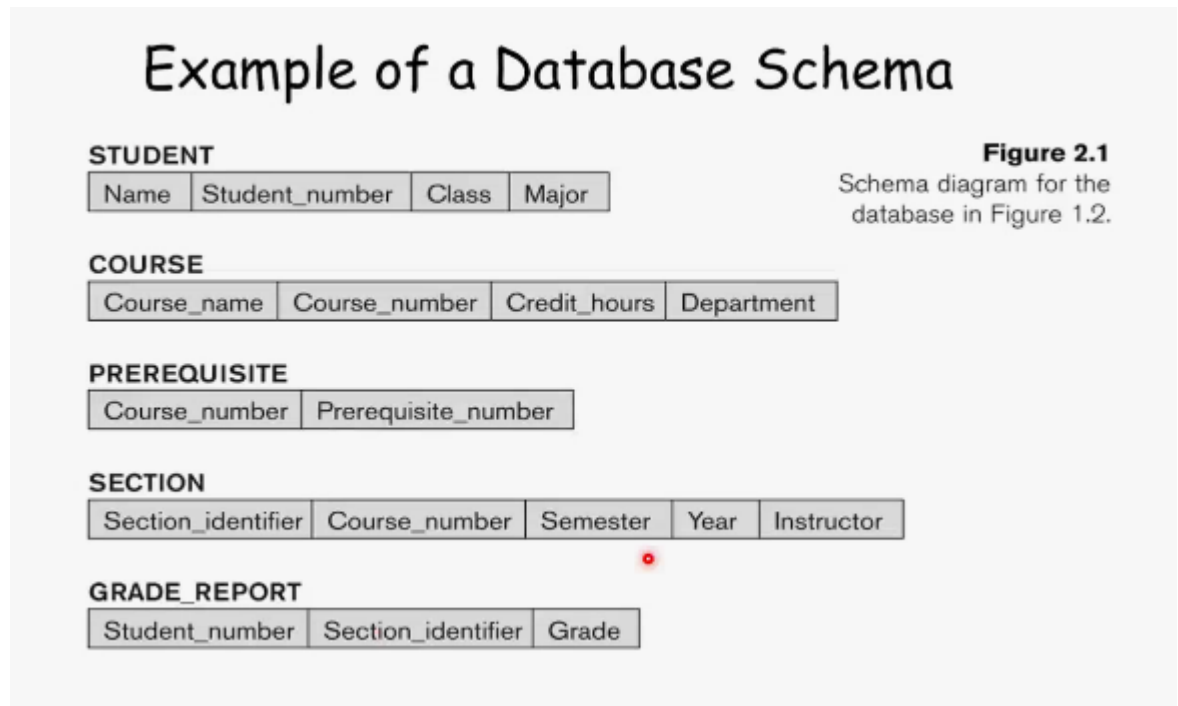 Example of a Database Schema
STUDENT
Name Student_number Class Major
Figure 2.1
Schema diagram for the
database in Figure 1.2.
COURSE
Course_name Course_number Credit_hours Department
PREREQUISITE
Course_number Prerequisite_number
SECTION
Section_identifier Course_number Semester Year Instructor
GRADE_REPORT
Student_number Section_identifier Grade